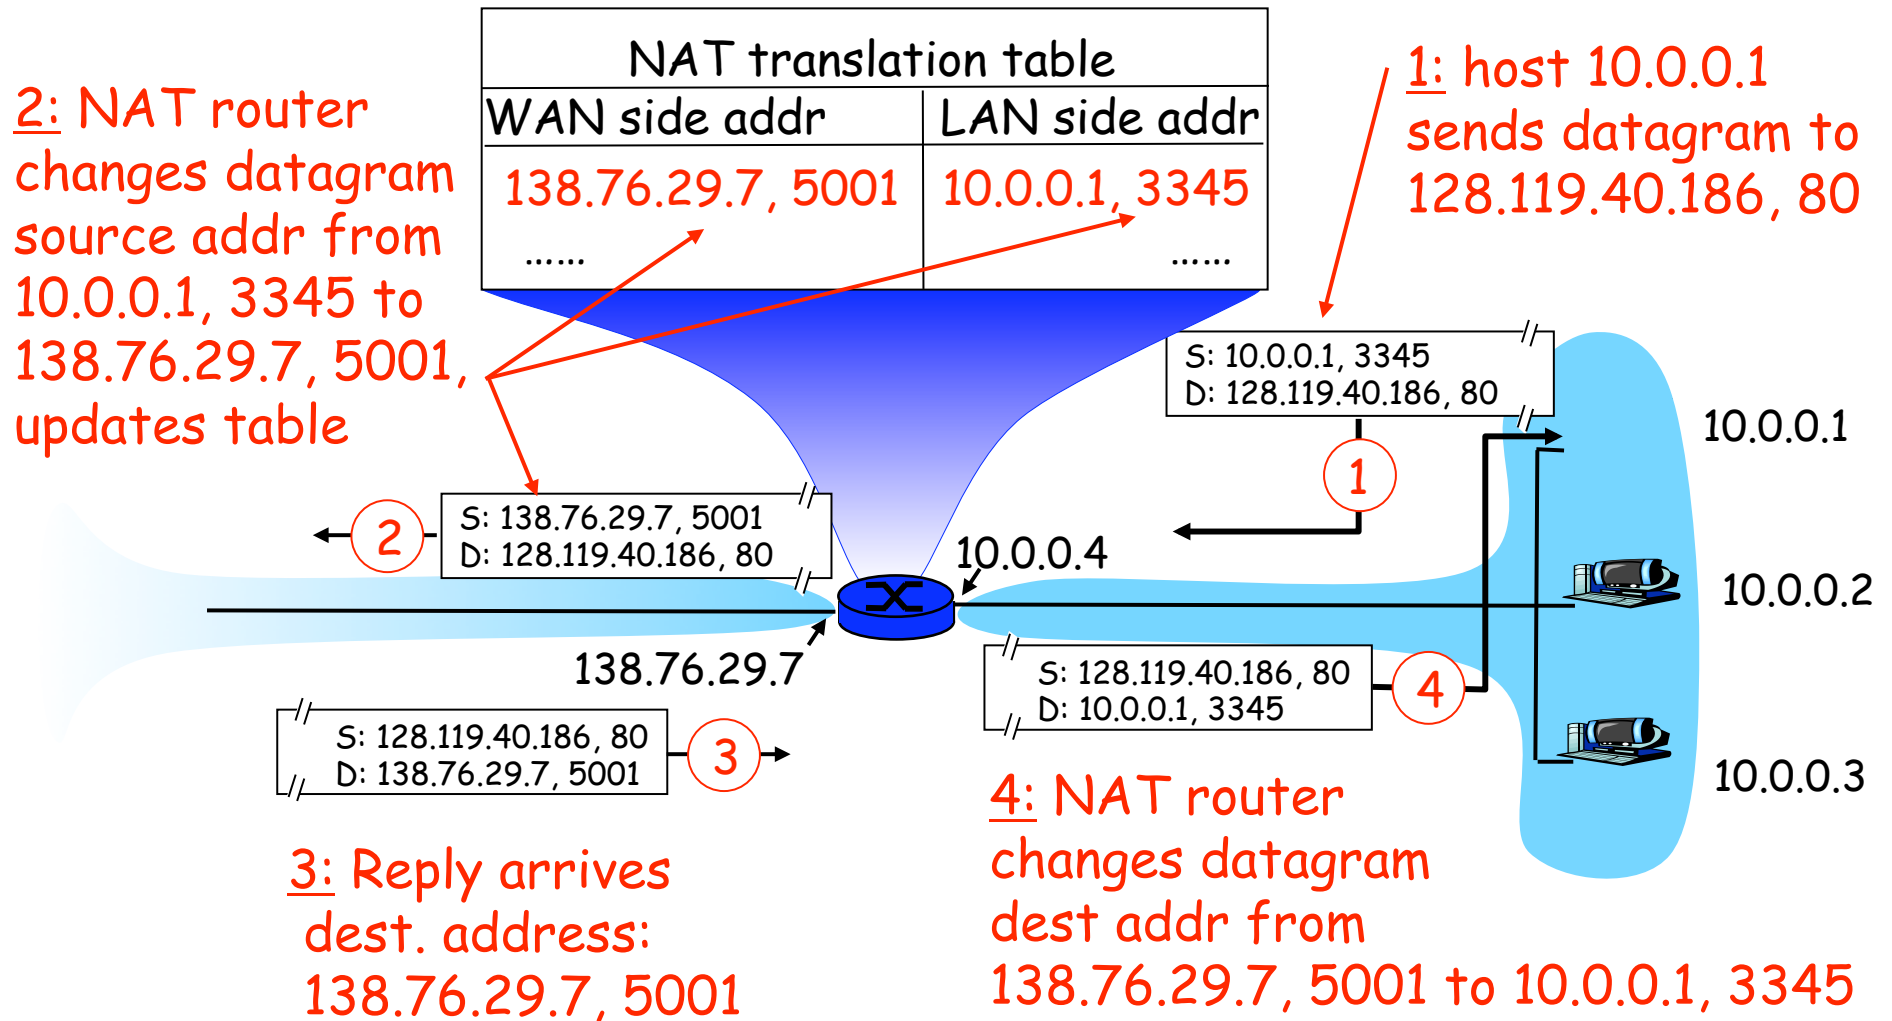 NAT translation table
WAN side addr LAN side addr
138.76.29.7, 5001 10.0.0.1, 3345
...... ......
1: host 10.0.0.1
sends datagram to
128.119.40.186, 80
2: NAT router
changes datagram
source addr from
10.0.0.1, 3345 to
138.76.29.7, 5001,
updates table
S: 10.0.0.1, 3345
D: 128.119.40.186, 80
1
10.0.0.1
S: 138.76.29.7, 5001
D: 128.119.40.186, 80
2
10.0.0.4
10.0.0.2
138.76.29.7
S: 128.119.40.186, 80
D: 10.0.0.1, 3345
4
S: 128.119.40.186, 80
D: 138.76.29.7, 5001
3
10.0.0.3
3: Reply arrives
dest. address:
138.76.29.7, 5001
4: NAT router
changes datagram
dest addr from
138.76.29.7, 5001 to 10.0.0.1, 3345